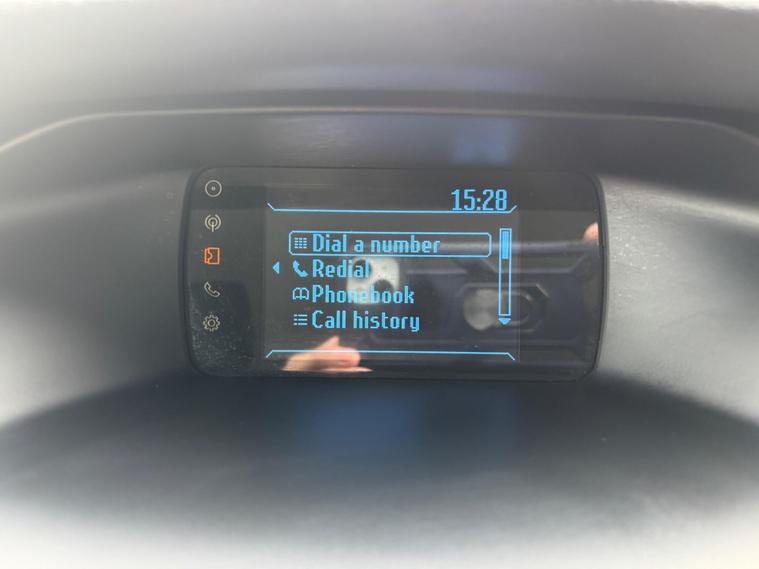 15:28
Dial a number
Redial
Phonebook
Call history